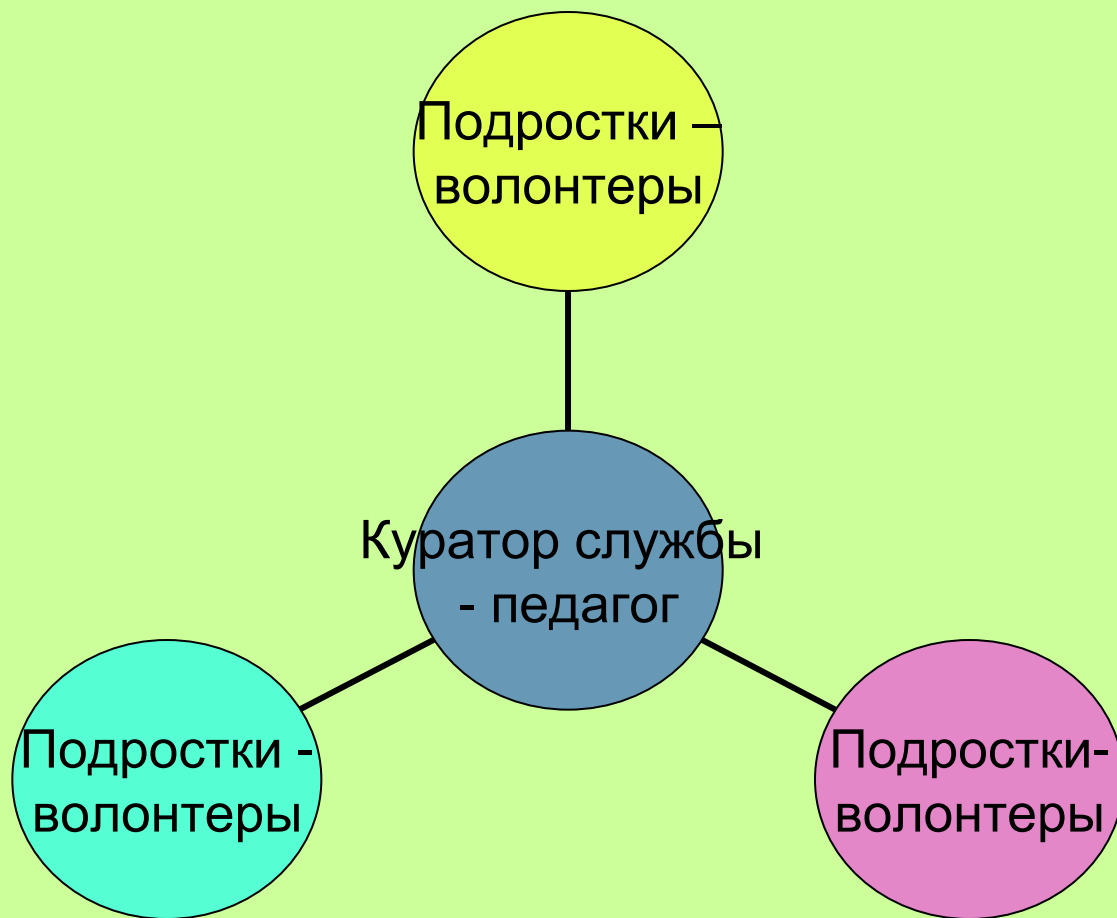 Подростки –
волонтеры
Куратор службы
- педагог
Подростки -
волонтеры
Подростки-
волонтеры